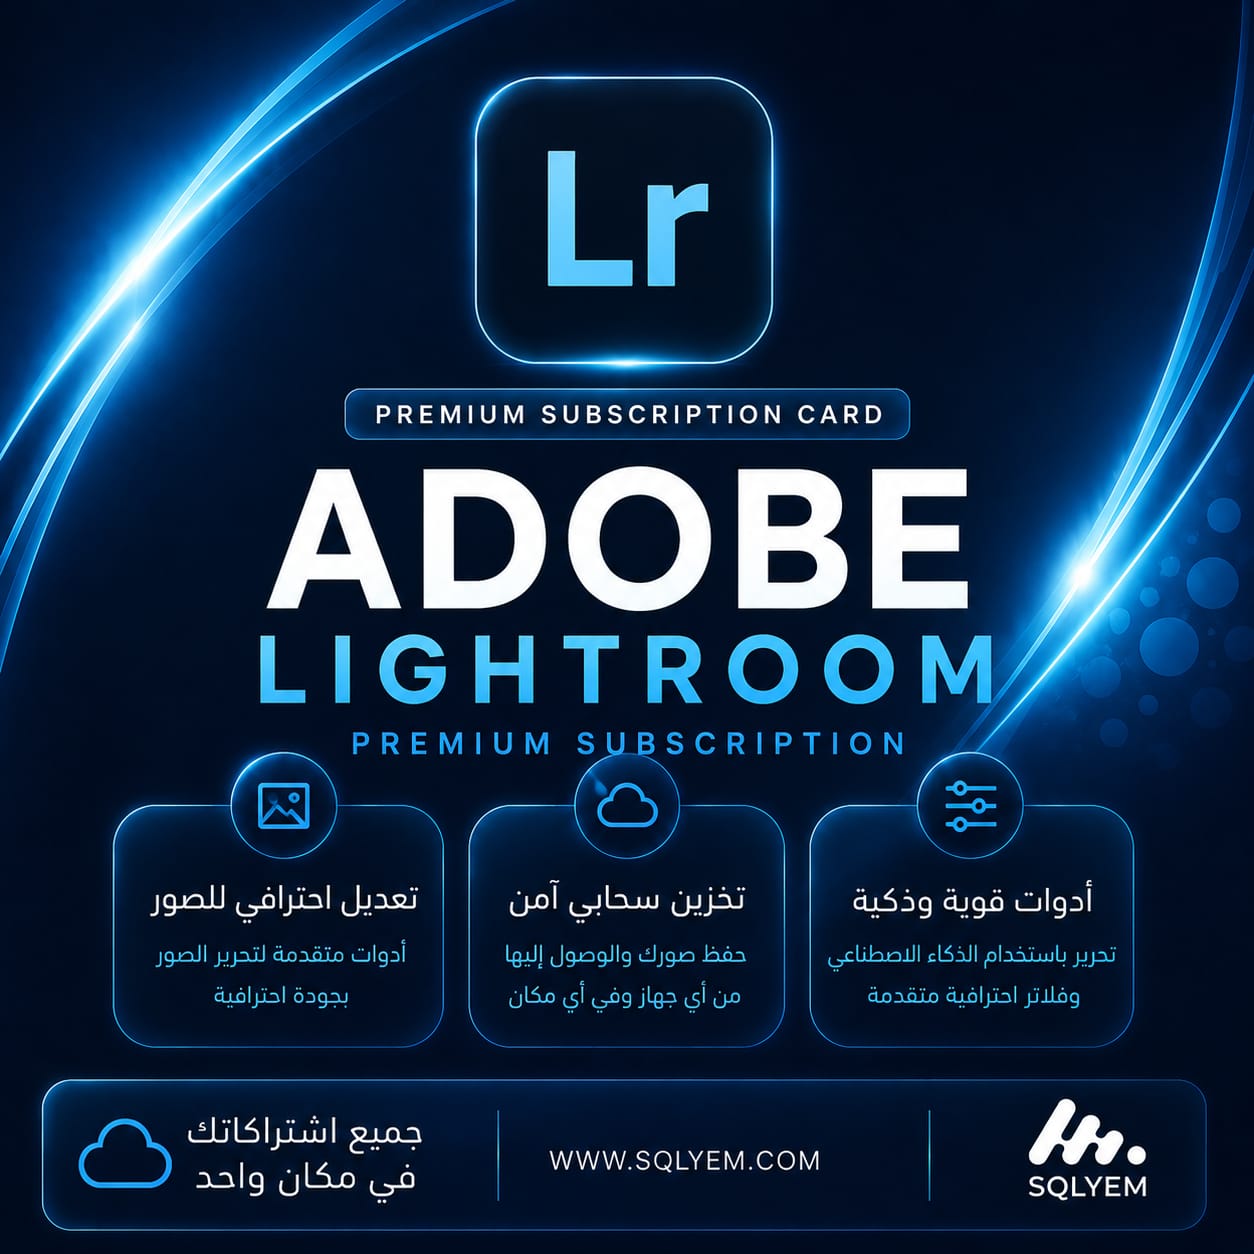 Lr
PREMIUM SUBSCRIPTION CARD
ADOBE
LIGHTROOM
PREMIUM SUBSCRIPTION
أدوات قوية وذكية
تحرير باستخدام الذكاء الاصطناعي
وفلاتر احترافية متقدمة
تخزين سحابي آمن
حفظ صورك والوصول إليها
من أي جهاز وفي أي مكان
تعديل احترافي للصور
أدوات متقدمة لتحرير الصور
بجودة احترافية
جميع اشتراكاتك
في مكان واحد
WWW.SQLYEM.COM
SQLYEM